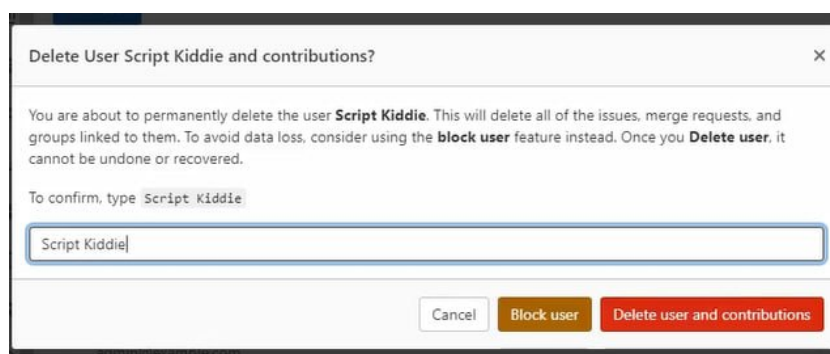 Delete User Script Kiddie and contributions?
×
You are about to permanently delete the user Script Kiddie. This will delete all of the issues, merge requests, and
groups linked to them. To avoid data loss, consider using the block user feature instead. Once you Delete user, it
cannot be undone or recovered.
To confirm, type Script Kiddie
Script Kiddie
Cancel Block user Delete user and contributions